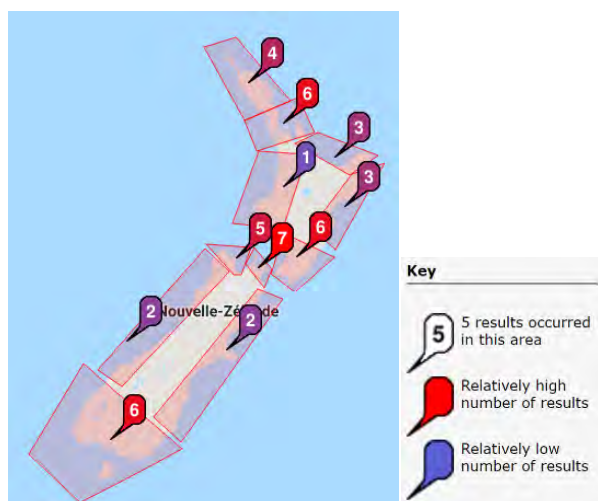 4
6
3
1
3
5
7
6
2
Nouvelle-Zé de
2
6
Key
5
5 results occurred
in this area
Relatively high
number of results
Relatively low
number of results